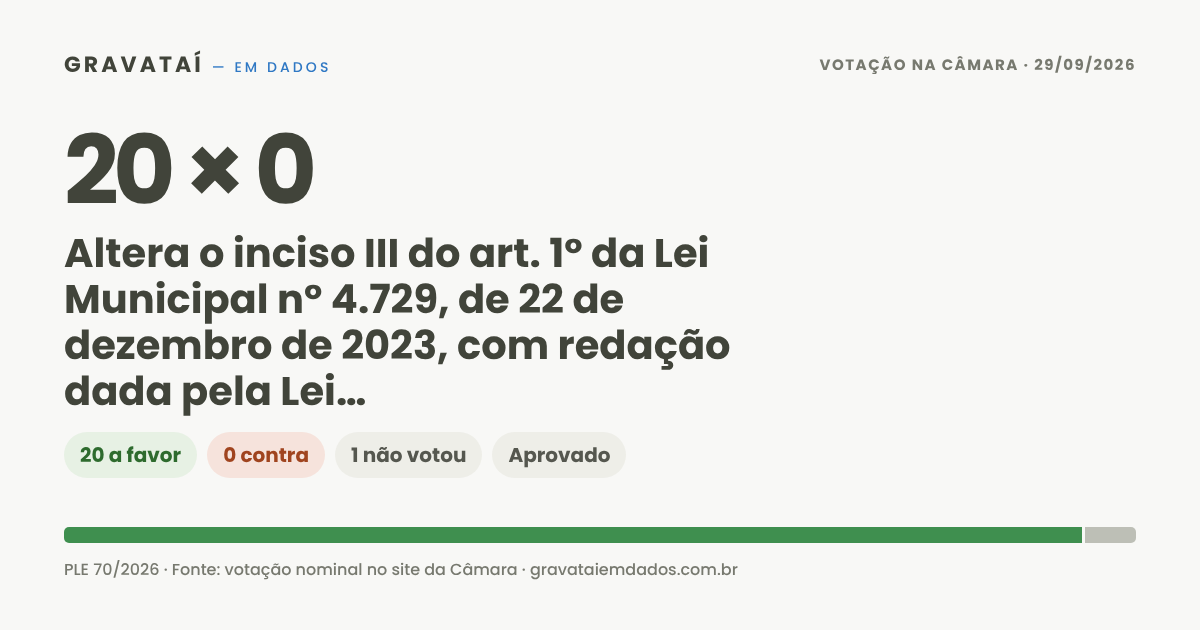 GRAVATAÍ — EM DADOS
VOTAÇÃO NA CÂMARA · 29/09/2026
20 × 0
Altera o inciso III do art. 1º da Lei
Municipal nº 4.729, de 22 de
dezembro de 2023, com redação
dada pela Lei…
20 a favor
0 contra
1 não votou
Aprovado
PLE 70/2026 · Fonte: votação nominal no site da Câmara · gravataiemdados.com.br